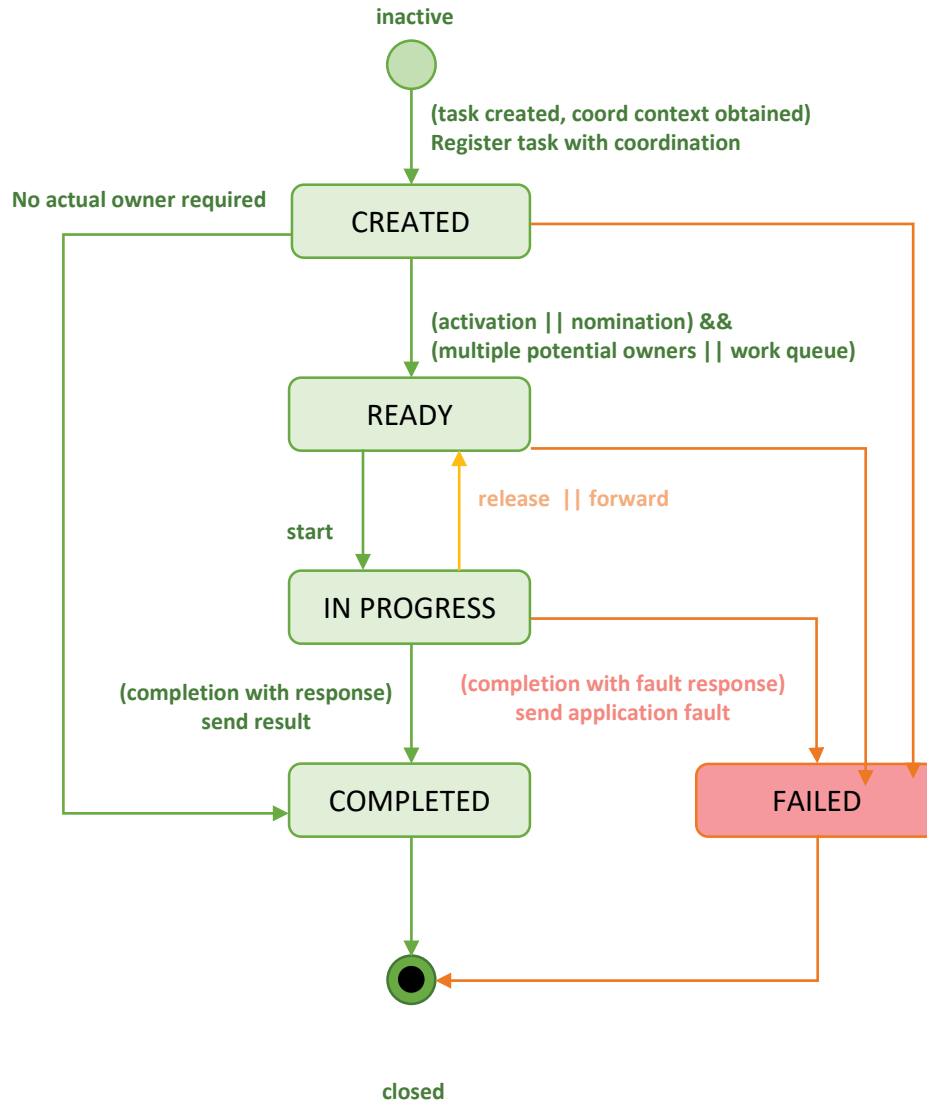 inactive
(task created, coord context obtained)
Register task with coordination
No actual owner required
CREATED
(activation || nomination) &&
(multiple potential owners || work queue)
READY
release || forward
start
IN PROGRESS
(completion with response)
send result
(completion with fault response)
send application fault
COMPLETED
FAILED
closed